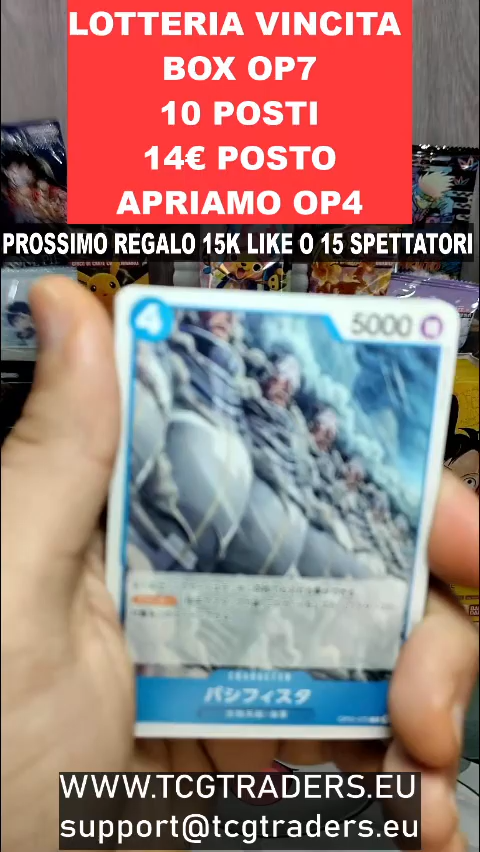 LOTTERIA VINCITA
BOX OP7
10 POSTI
14€ POSTO
APRIAMO OP4
PROSSIMO REGALO 15K LIKE O 15 SPETTATORI
4
5000
CHARACTER
パシフィスタ
WWW.TCGTRADERS.EU
support@tcgtraders.eu